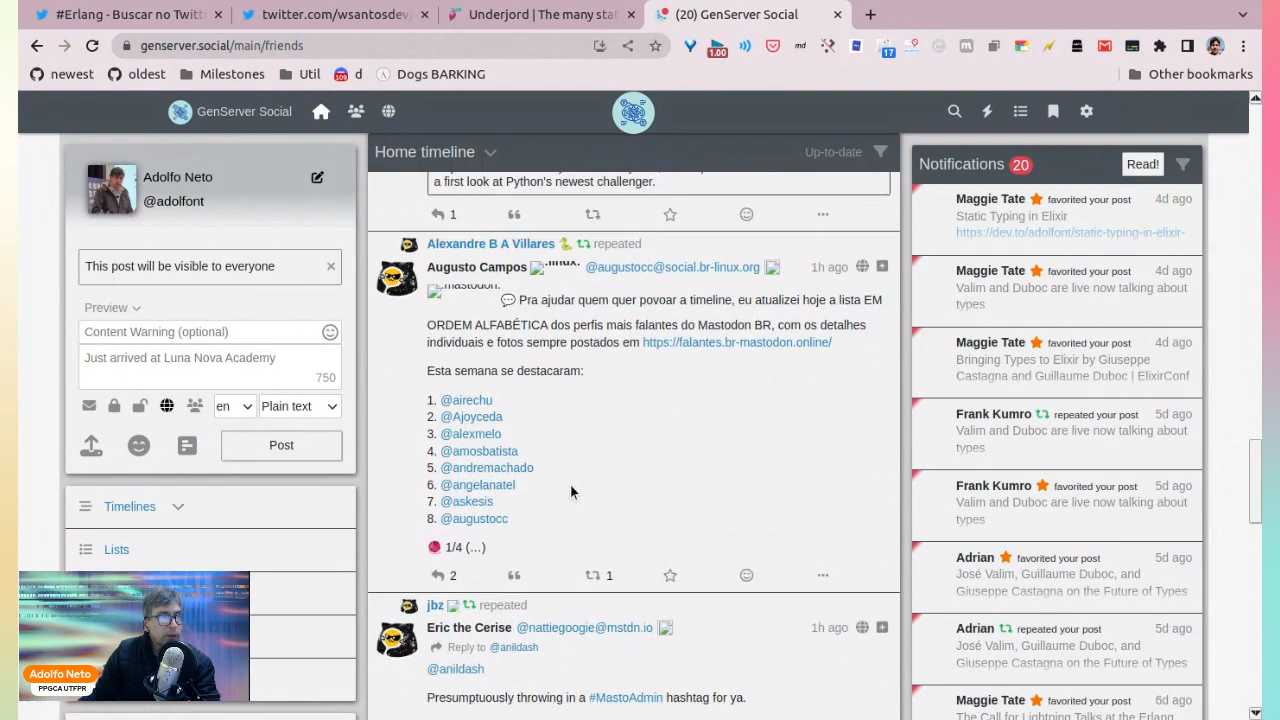 #Erlang - Buscar no Twitt
twitter.com/wsantosdev/
Underjord | The many stat
(20) GenServer Social
genserver.social/main/friends
md
1.00
17
newest
oldest
Milestones
Util
109
d
Dogs BARKING
Other bookmarks
GenServer Social
Adolfo Neto
@adolfont
This post will be visible to everyone
Preview
Content Warning (optional)
Just arrived at Luna Nova Academy
750
en
Plain text
Post
Timelines
Lists
Adolfo Neto
PPGCA UTFPR
Home timeline
Up-to-date
a first look at Python's newest challenger.
1
Alexandre B A Villares 🐍 repeated
Augusto Campos @augustocc@social.br-linux.org
1h ago
💬 Pra ajudar quem quer povoar a timeline, eu atualizei hoje a lista EM
ORDEM ALFABÉTICA dos perfis mais falantes do Mastodon BR, com os detalhes
individuais e fotos sempre postados em https://falantes.br-mastodon.online/
Esta semana se destacaram:
1. @airechu
2. @Ajoyceda
3. @alexmelo
4. @amosbatista
5. @andremachado
6. @angelanatel
7. @askesis
8. @augustocc
🧶 1/4 (…)
2
1
jbz repeated
Eric the Cerise @nattiegoogie@mstdn.io
1h ago
Reply to @anildash
@anildash
Presumptuously throwing in a #MastoAdmin hashtag for ya.
Notifications 20
Read!
Maggie Tate favorited your post 4d ago
Static Typing in Elixir
https://dev.to/adolfont/static-typing-in-elixir-
Maggie Tate favorited your post 4d ago
Valim and Duboc are live now talking about
types
Maggie Tate favorited your post 4d ago
Bringing Types to Elixir by Giuseppe
Castagna and Guillaume Duboc | ElixirConf
Frank Kumro repeated your post 5d ago
Valim and Duboc are live now talking about
types
Frank Kumro favorited your post 5d ago
Valim and Duboc are live now talking about
types
Adrian favorited your post 5d ago
José Valim, Guillaume Duboc, and
Giuseppe Castagna on the Future of Types
Adrian repeated your post 5d ago
José Valim, Guillaume Duboc, and
Giuseppe Castagna on the Future of Types
Maggie Tate favorited your post 6d ago
The Call for Lightning Talks at the Erlang